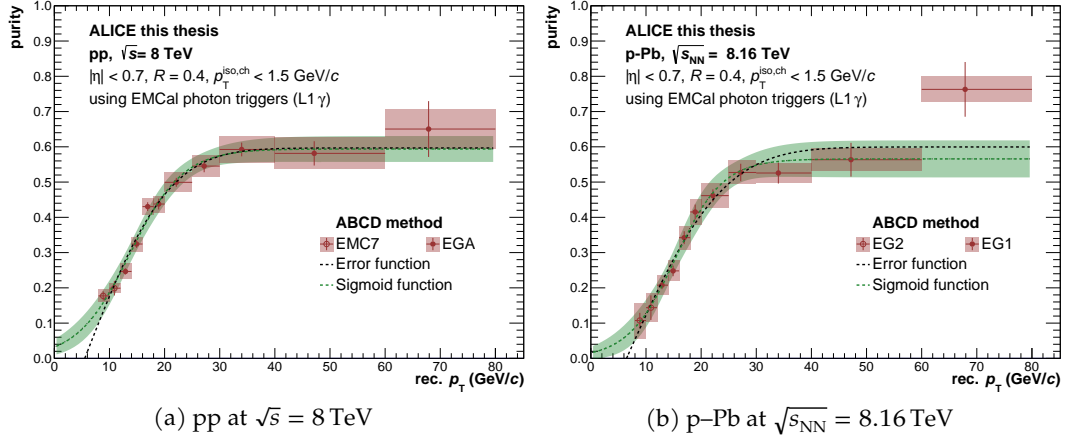 purity
1.0
0.9
0.8
0.7
0.6
0.5
0.4
0.3
0.2
0.1
0.0
ALICE this thesis
pp, √s = 8 TeV
|η| < 0.7, R = 0.4, p_T^iso,ch < 1.5 GeV/c
using EMCal photon triggers (L1 γ)
ABCD method
EMC7 EGA
Error function
Sigmoid function
0 10 20 30 40 50 60 70 80
rec. p_T (GeV/c)
(a) pp at √s = 8 TeV
purity
1.0
0.9
0.8
0.7
0.6
0.5
0.4
0.3
0.2
0.1
0.0
ALICE this thesis
p-Pb, √s_NN = 8.16 TeV
|η| < 0.7, R = 0.4, p_T^iso,ch < 1.5 GeV/c
using EMCal photon triggers (L1 γ)
ABCD method
EG2 EG1
Error function
Sigmoid function
0 10 20 30 40 50 60 70 80
rec. p_T (GeV/c)
(b) p–Pb at √s_NN = 8.16 TeV